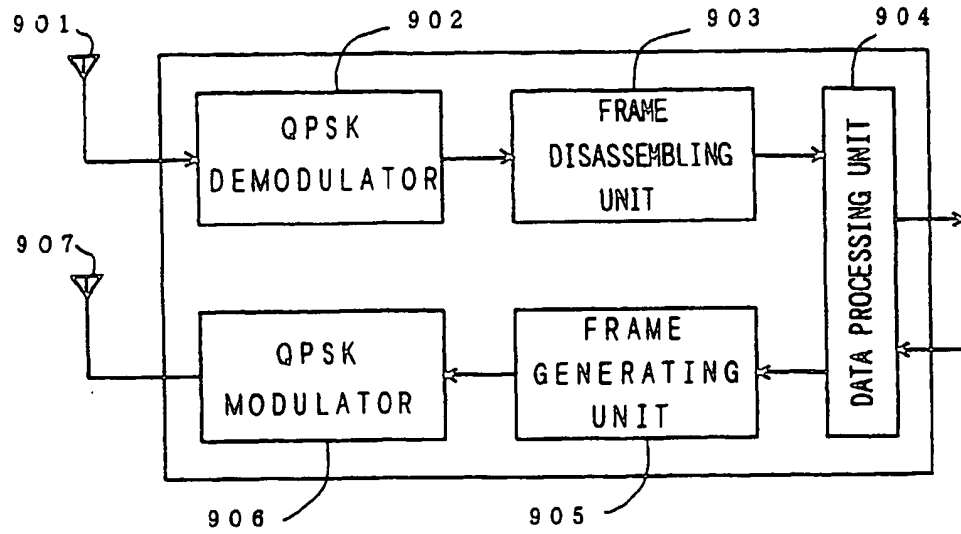 901
902
903
904
QPSK
DEMODULATOR
FRAME
DISASSEMBLING
UNIT
DATA PROCESSING UNIT
907
QPSK
MODULATOR
FRAME
GENERATING
UNIT
906
905